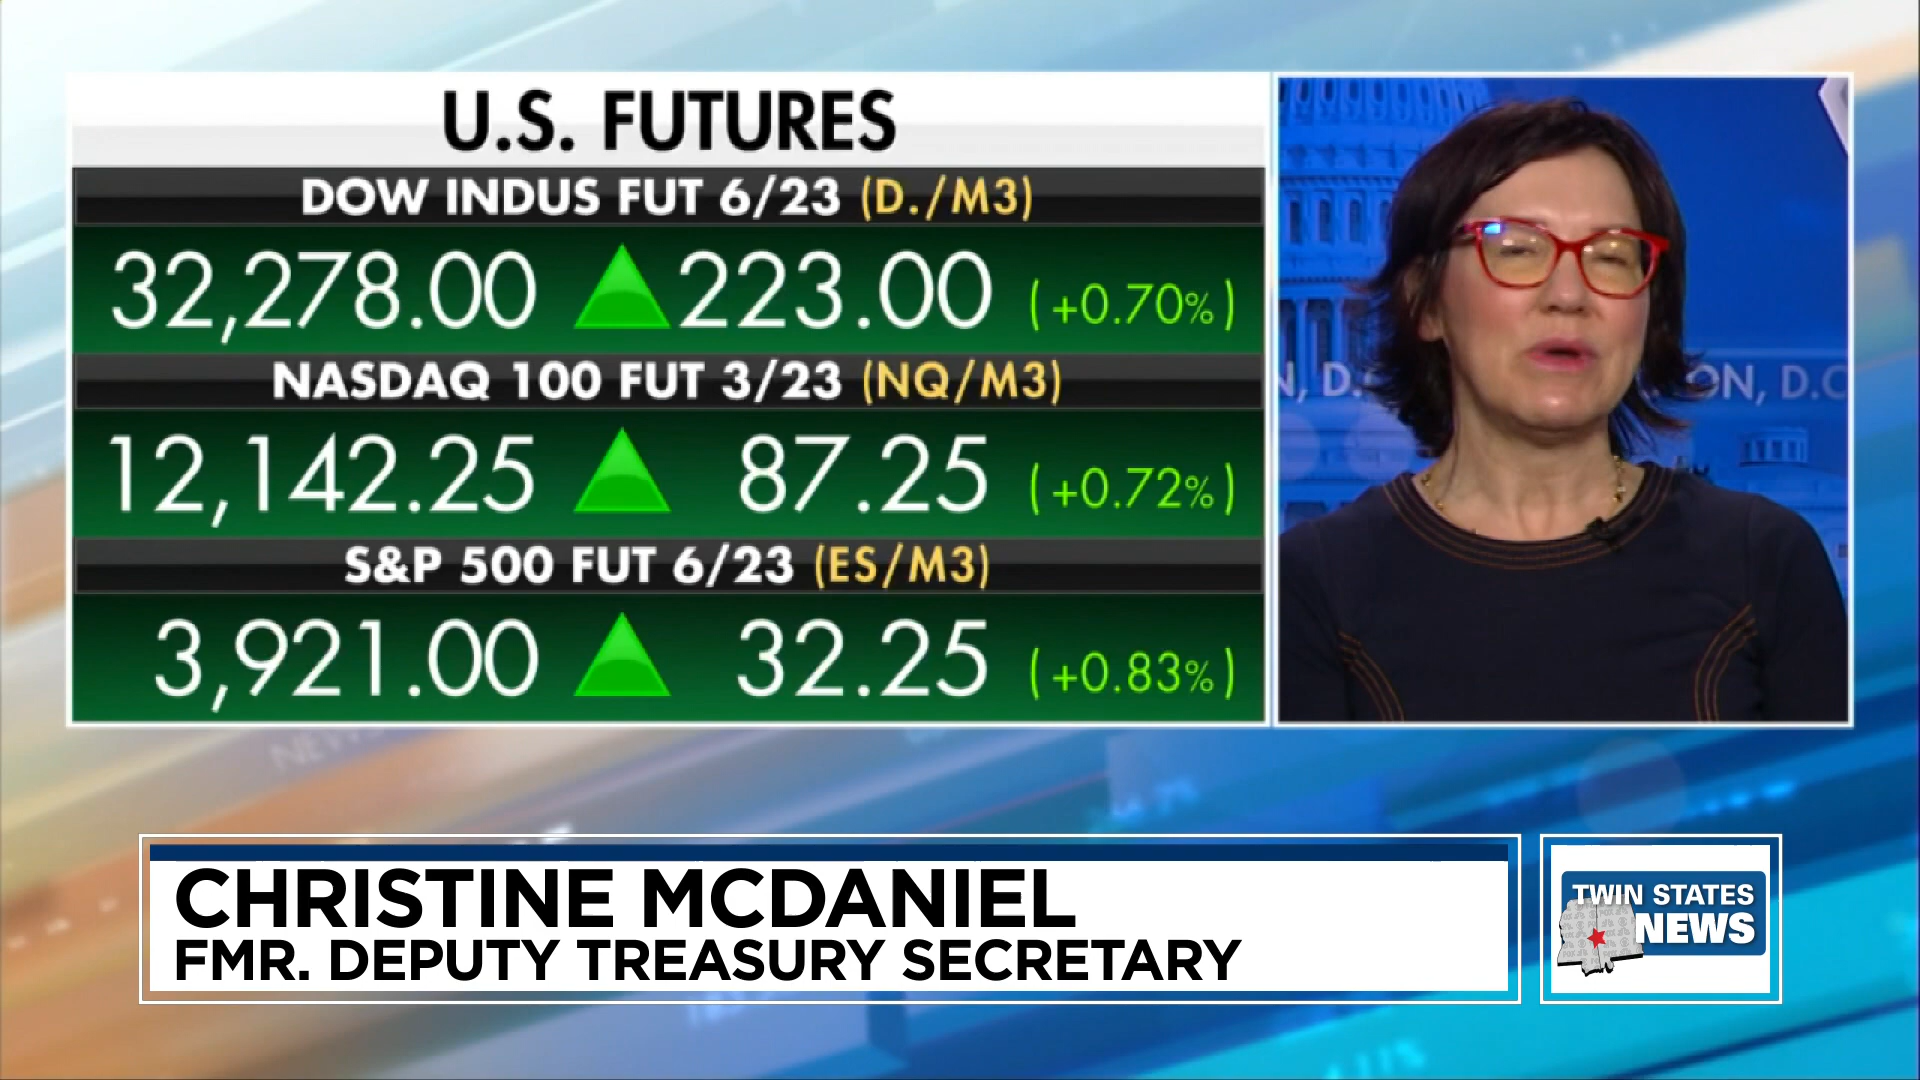 U.S. FUTURES
DOW INDUS FUT 6/23 (D./M3)
32,278.00 ▲ 223.00 (+0.70%)
NASDAQ 100 FUT 3/23 (NQ/M3)
12,142.25 ▲ 87.25 (+0.72%)
S&P 500 FUT 6/23 (ES/M3)
3,921.00 ▲ 32.25 (+0.83%)
N, D.C
ON, D.C
NEWS
CHRISTINE MCDANIEL
FMR. DEPUTY TREASURY SECRETARY
TWIN STATES
NEWS